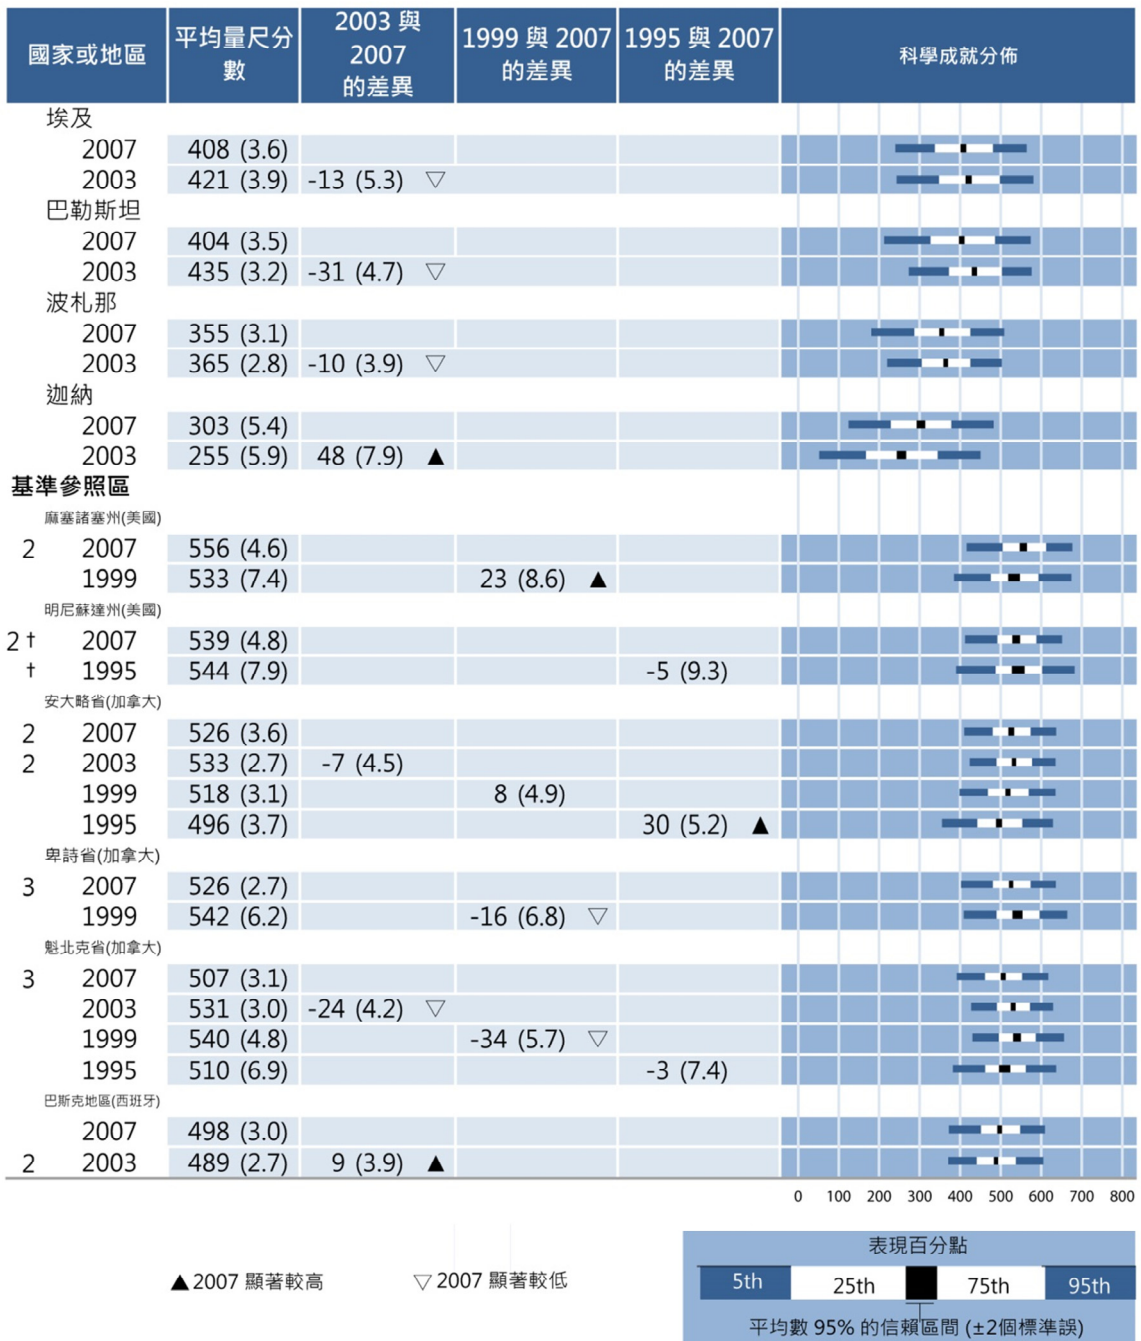 國家或地區 平均量尺分數 2003 與 2007 的差異 1999 與 2007 的差異 1995 與 2007 的差異 科學成就分佈
埃及
2007 408 (3.6)
2003 421 (3.9) -13 (5.3) ▽
巴勒斯坦
2007 404 (3.5)
2003 435 (3.2) -31 (4.7) ▽
波札那
2007 355 (3.1)
2003 365 (2.8) -10 (3.9) ▽
迦納
2007 303 (5.4)
2003 255 (5.9) 48 (7.9) ▲
基準參照區
麻塞諸塞州(美國)
2 2007 556 (4.6)
1999 533 (7.4) 23 (8.6) ▲
明尼蘇達州(美國)
2 † 2007 539 (4.8)
† 1995 544 (7.9) -5 (9.3)
安大略省(加拿大)
2 2007 526 (3.6)
2 2003 533 (2.7) -7 (4.5)
1999 518 (3.1) 8 (4.9)
1995 496 (3.7) 30 (5.2) ▲
卑詩省(加拿大)
3 2007 526 (2.7)
1999 542 (6.2) -16 (6.8) ▽
魁北克省(加拿大)
3 2007 507 (3.1)
2003 531 (3.0) -24 (4.2) ▽
1999 540 (4.8) -34 (5.7) ▽
1995 510 (6.9) -3 (7.4)
巴斯克地區(西班牙)
2007 498 (3.0)
2 2003 489 (2.7) 9 (3.9) ▲
0 100 200 300 400 500 600 700 800
▲ 2007 顯著較高 ▽ 2007 顯著較低
表現百分點
5th 25th 75th 95th
平均數 95% 的信賴區間 (±2個標準誤)